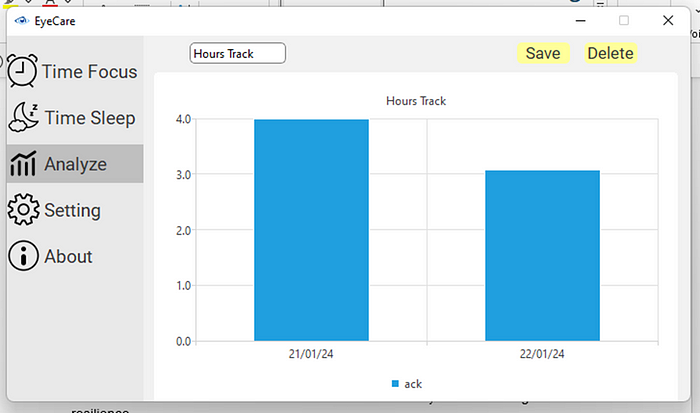 EyeCare
Time Focus
Time Sleep
Analyze
Setting
About
Hours Track
Save Delete
Hours Track
4.0
3.0
2.0
1.0
0.0
21/01/24 22/01/24
ack
resilience